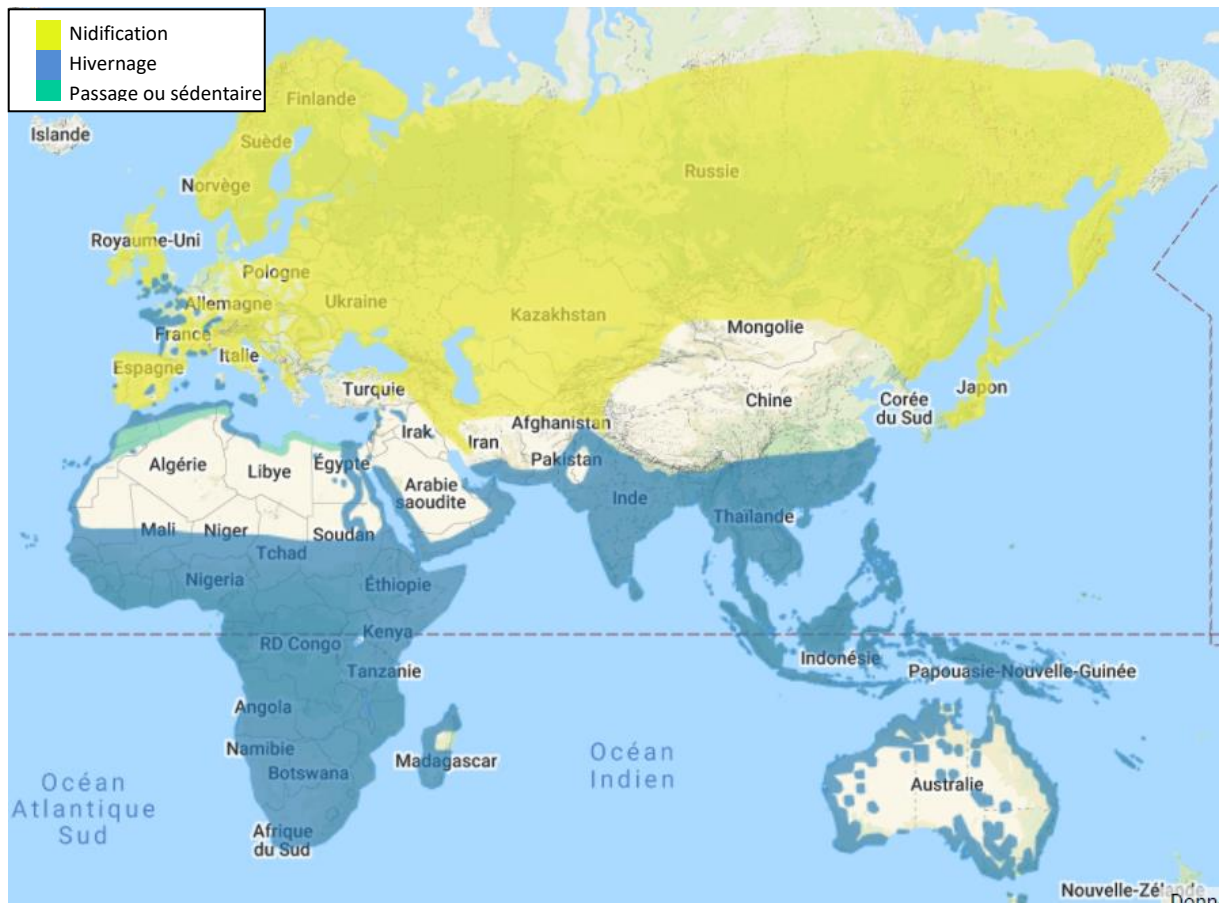 Nidification
Hivernage
Passage ou sédentaire
Finlande
Islande
Suède
Russie
Norvège
Royaume-Uni
Pologne
Allemagne
Ukraine
Kazakhstan
Mongolie
France
Italie
Espagne
Turquie
Chine
Corée
du Sud
Japon
Afghanistan
Irak
Iran
Algérie
Libye
Égypte
Pakistan
Arabie
saoudite
Inde
Mali
Niger
Soudan
Thaïlande
Tchad
Nigeria
Éthiopie
Kenya
RD Congo
Indonésie
Tanzanie
Papouasie-Nouvelle-Guinée
Angola
Namibie
Madagascar
Botswana
Océan
Indien
Australie
Océan
Atlantique
Sud
Afrique
du Sud
Nouvelle-Zélande